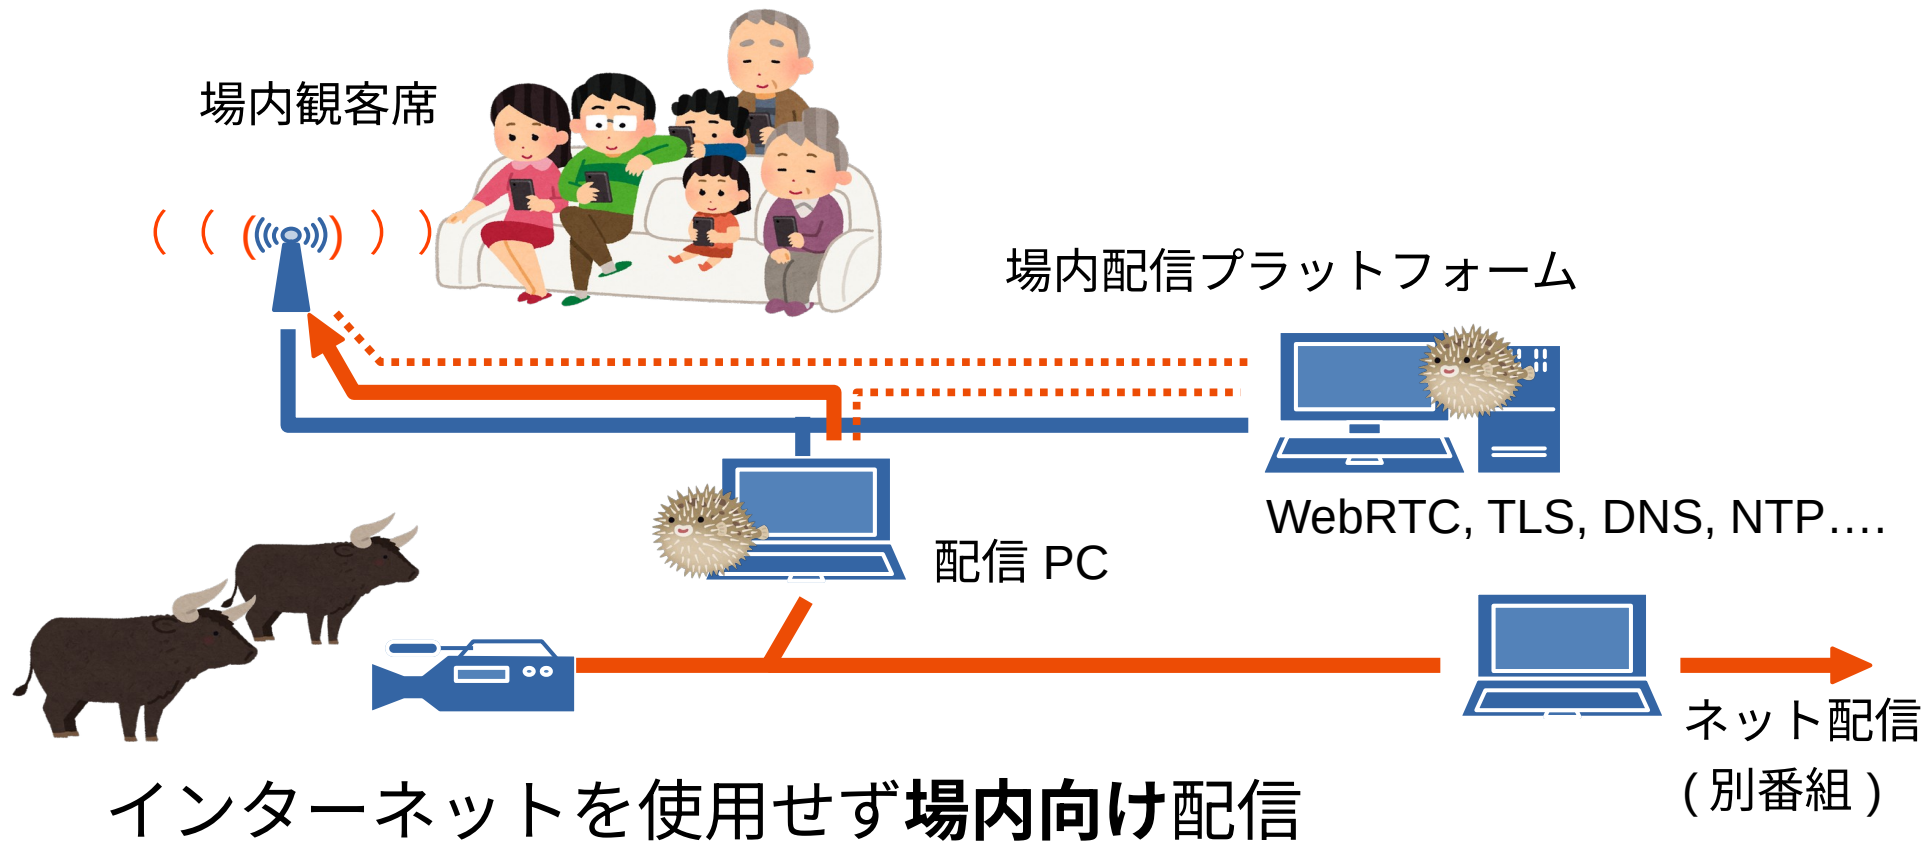 場内観客席
場内配信プラットフォーム
WebRTC, TLS, DNS, NTP....
配信 PC
ネット配信
( 別番組 )
インターネットを使用せず場内向け配信